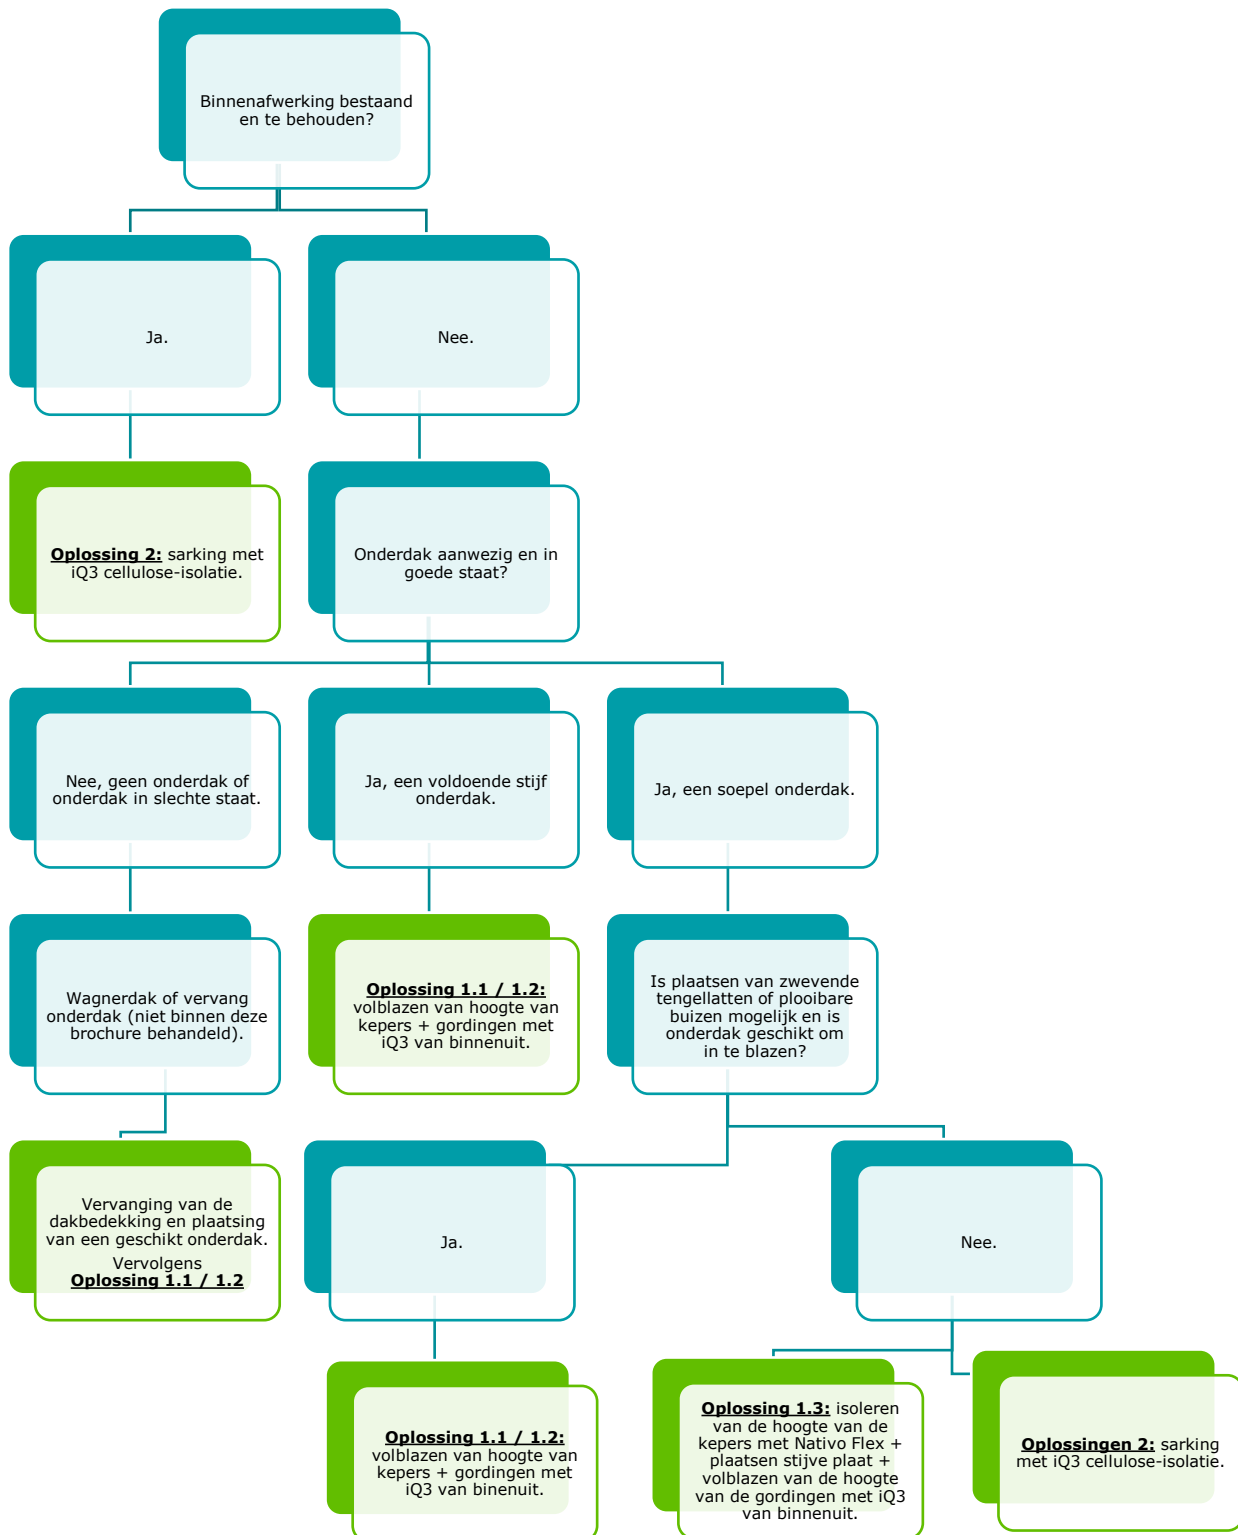 Binnenafwerking bestaand
en te behouden?
Ja.
Nee.
Oplossing 2: sarking met
iQ3 cellulose-isolatie.
Onderdak aanwezig en in
goede staat?
Nee, geen onderdak of
onderdak in slechte staat.
Ja, een voldoende stijf
onderdak.
Ja, een soepel onderdak.
Wagnerdak of vervang
onderdak (niet binnen deze
brochure behandeld).
Oplossing 1.1 / 1.2:
volblazen van hoogte van
kepers + gordingen met
iQ3 van binnenuit.
Is plaatsen van zwevende
tengellatten of plooibare
buizen mogelijk en is
onderdak geschikt om
in te blazen?
Vervanging van de
dakbedekking en plaatsing
van een geschikt onderdak.
Vervolgens
Oplossing 1.1 / 1.2
Ja.
Nee.
Oplossing 1.1 / 1.2:
volblazen van hoogte van
kepers + gordingen met
iQ3 van binenuit.
Oplossing 1.3: isoleren
van de hoogte van de
kepers met Nativo Flex +
plaatsen stijve plaat +
volblazen van de hoogte
van de gordingen met iQ3
van binnenuit.
Oplossingen 2: sarking
met iQ3 cellulose-isolatie.